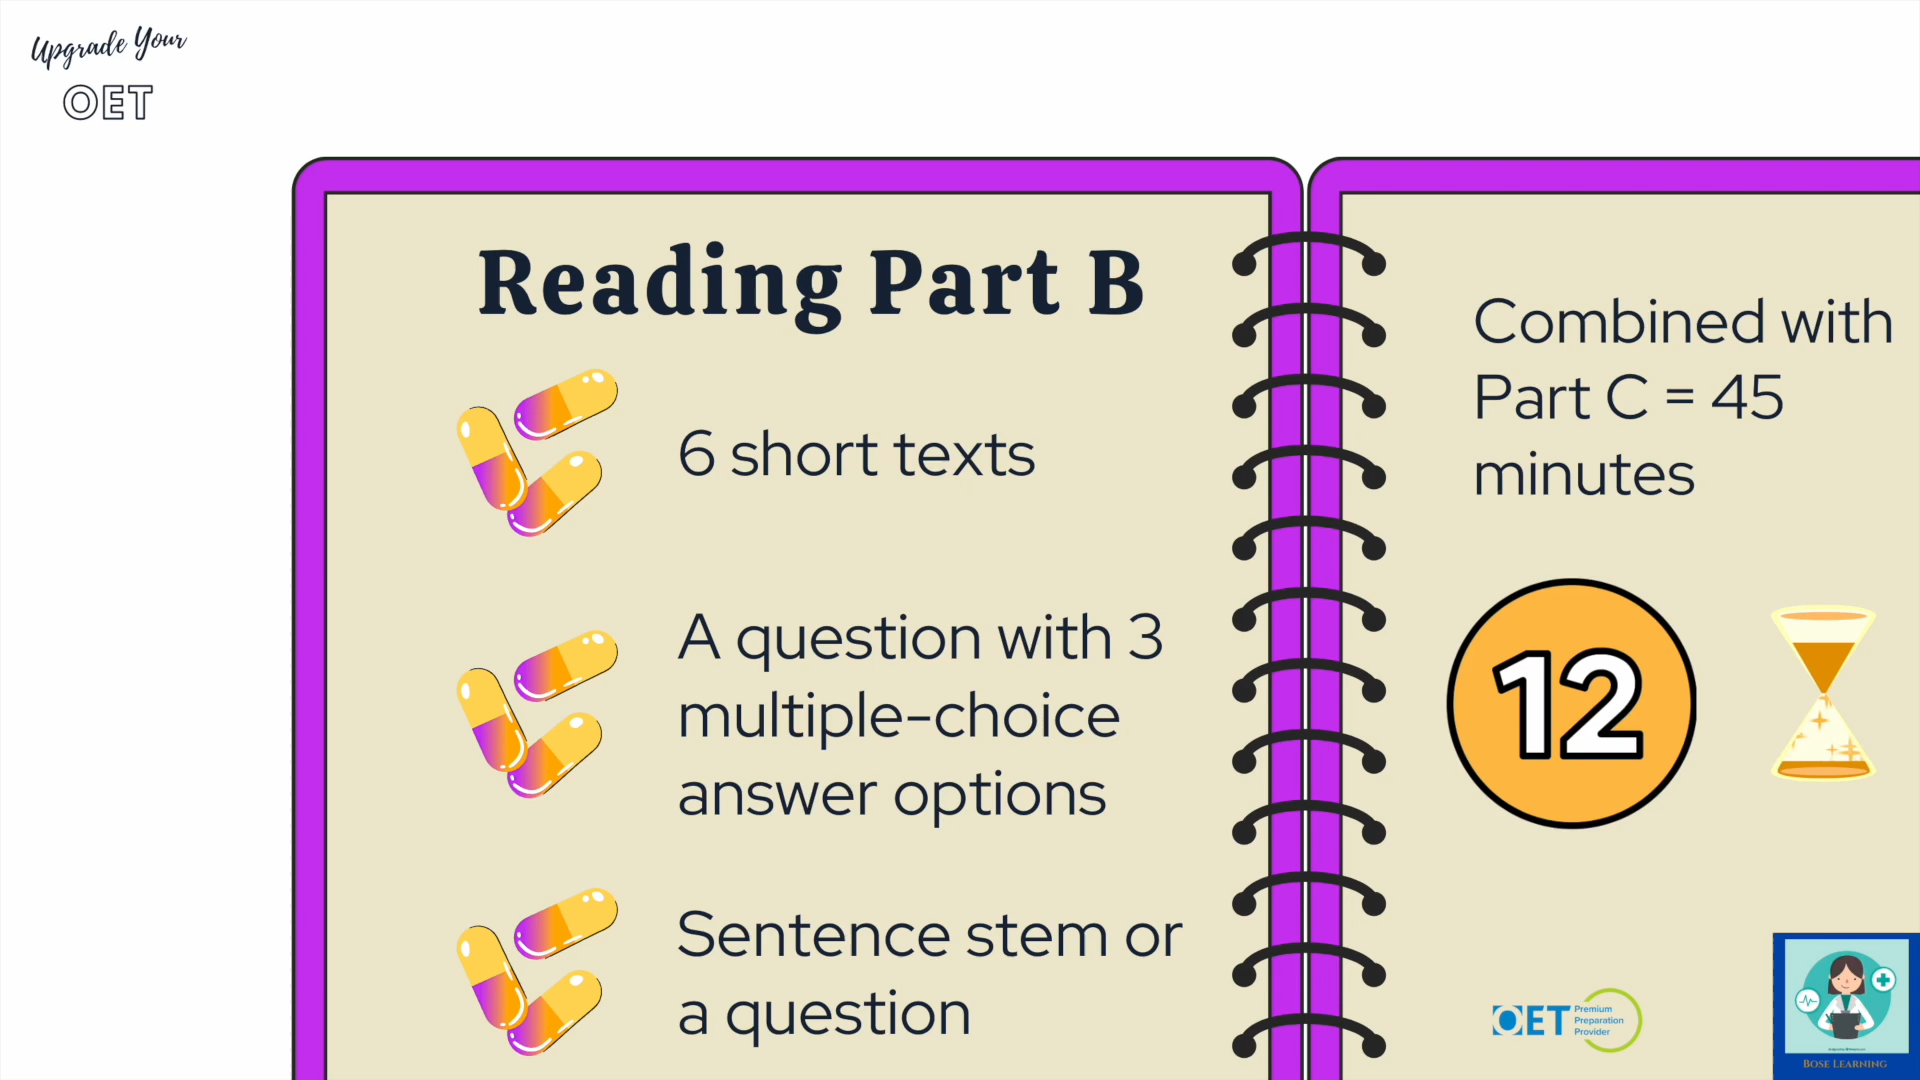 Upgrade Your
OET
Reading Part B
6 short texts
A question with 3
multiple-choice
answer options
Sentence stem or
a question
Combined with
Part C = 45
minutes
12
OET Premium
Preparation
Provider
BOSE LEARNING